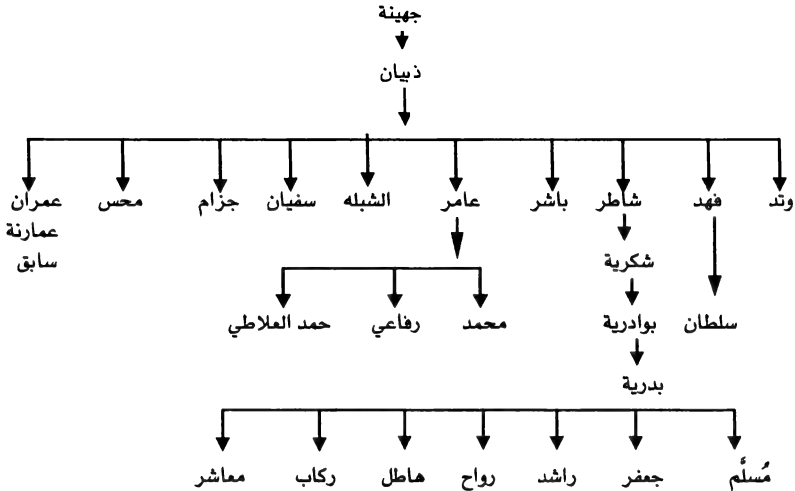 جهينة
ذبيان
وتد فهد شاطر باشر عامر الشبله سفيان جزام محس عمران
عمارنة
سابق
شكرية
سلطان بوادرية محمد رفاعي حمد العلاطي
بدرية
مُسلَّم جعفر راشد رواح هاطل ركاب معاشر